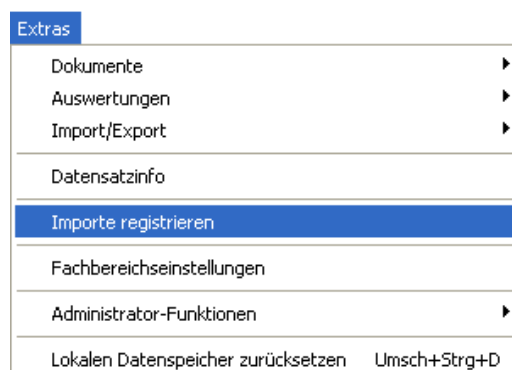 Extras
Dokumente
Auswertungen
Import/Export
Datensatzinfo
Importe registrieren
Fachbereichseinstellungen
Administrator-Funktionen
Lokalen Datenspeicher zurücksetzen Umsch+Strg+D